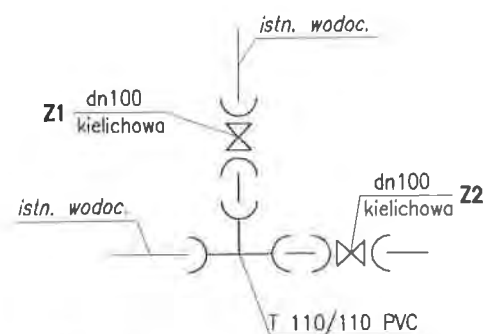 istn. wodoc.
Z1 dn100
kielichowa
dn100
kielichowa Z2
istn. wodoc.
T 110/110 PVC